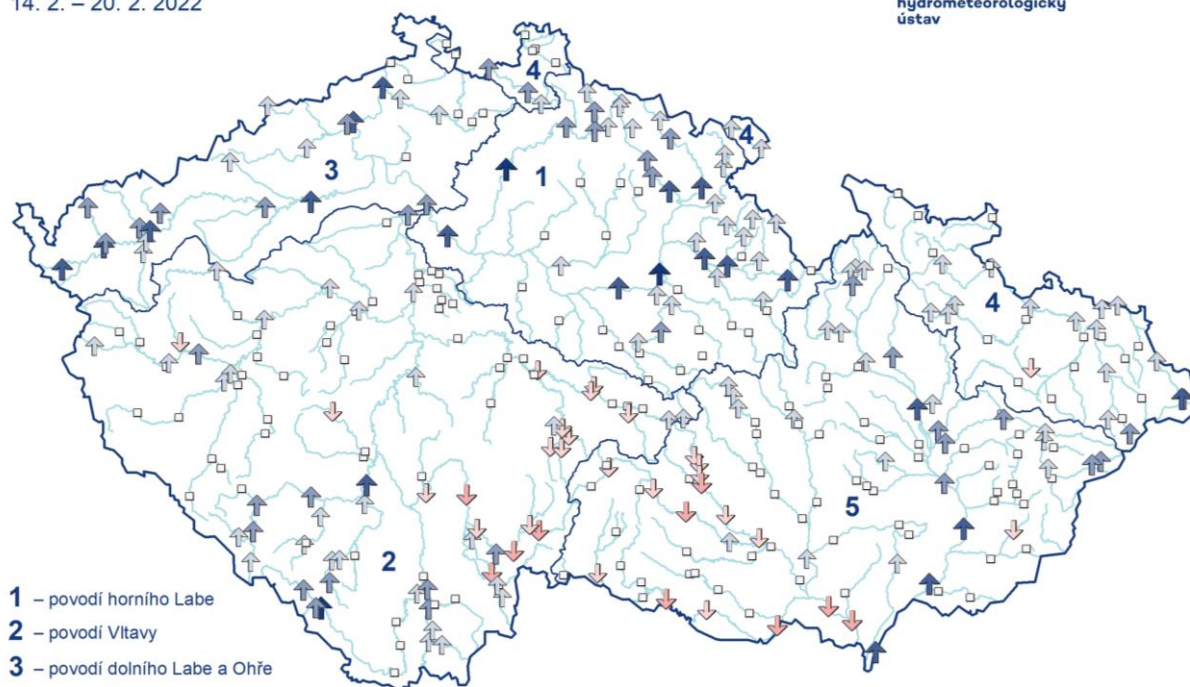 14. 2. – 20. 2. 2022
hydrometeorologický
ústav
4
4
3
1
4
5
2
1 – povodí horního Labe
2 – povodí Vltavy
3 – povodí dolního Labe a Ohře